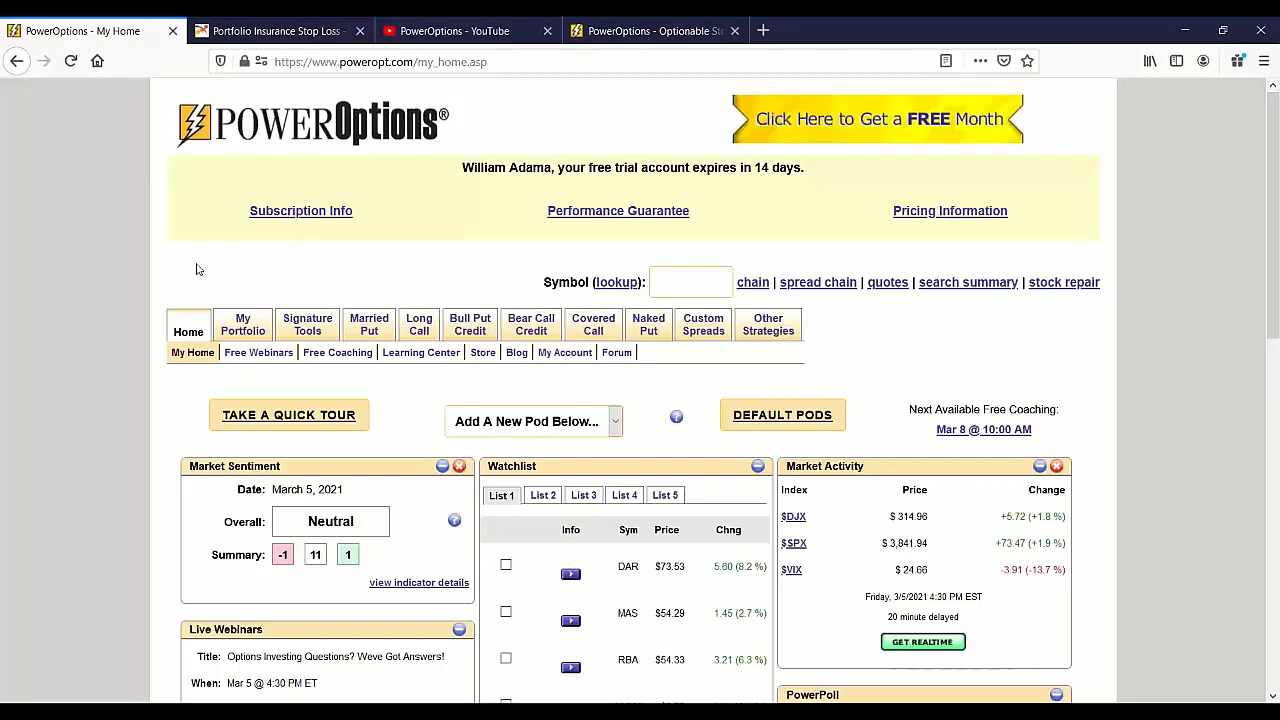 PowerOptions - My Home
Portfolio Insurance Stop Loss -
PowerOptions - YouTube
PowerOptions - Optionable Sto
https://www.poweropt.com/my_home.asp
POWEROptions®
Click Here to Get a FREE Month
William Adama, your free trial account expires in 14 days.
Subscription Info
Performance Guarantee
Pricing Information
Symbol (lookup): chain | spread chain | quotes | search summary | stock repair
Home
My Portfolio
Signature Tools
Married Put
Long Call
Bull Put Credit
Bear Call Credit
Covered Call
Naked Put
Custom Spreads
Other Strategies
My Home
Free Webinars
Free Coaching
Learning Center
Store
Blog
My Account
Forum
TAKE A QUICK TOUR
Add A New Pod Below...
DEFAULT PODS
Next Available Free Coaching:
Mar 8 @ 10:00 AM
Market Sentiment
Date: March 5, 2021
Overall: Neutral
Summary: -1 11 1
view indicator details
Live Webinars
Title: Options Investing Questions? Weve Got Answers!
When: Mar 5 @ 4:30 PM ET
Watchlist
List 1 List 2 List 3 List 4 List 5
Info Sym Price Chng
DAR $73.53 5.60 (8.2 %)
MAS $54.29 1.45 (2.7 %)
RBA $54.33 3.21 (6.3 %)
Market Activity
Index Price Change
$DJX $ 314.96 +5.72 (+1.8 %)
$SPX $ 3,841.94 +73.47 (+1.9 %)
$VIX $ 24.66 -3.91 (-13.7 %)
Friday, 3/5/2021 4:30 PM EST
20 minute delayed
GET REALTIME
PowerPoll